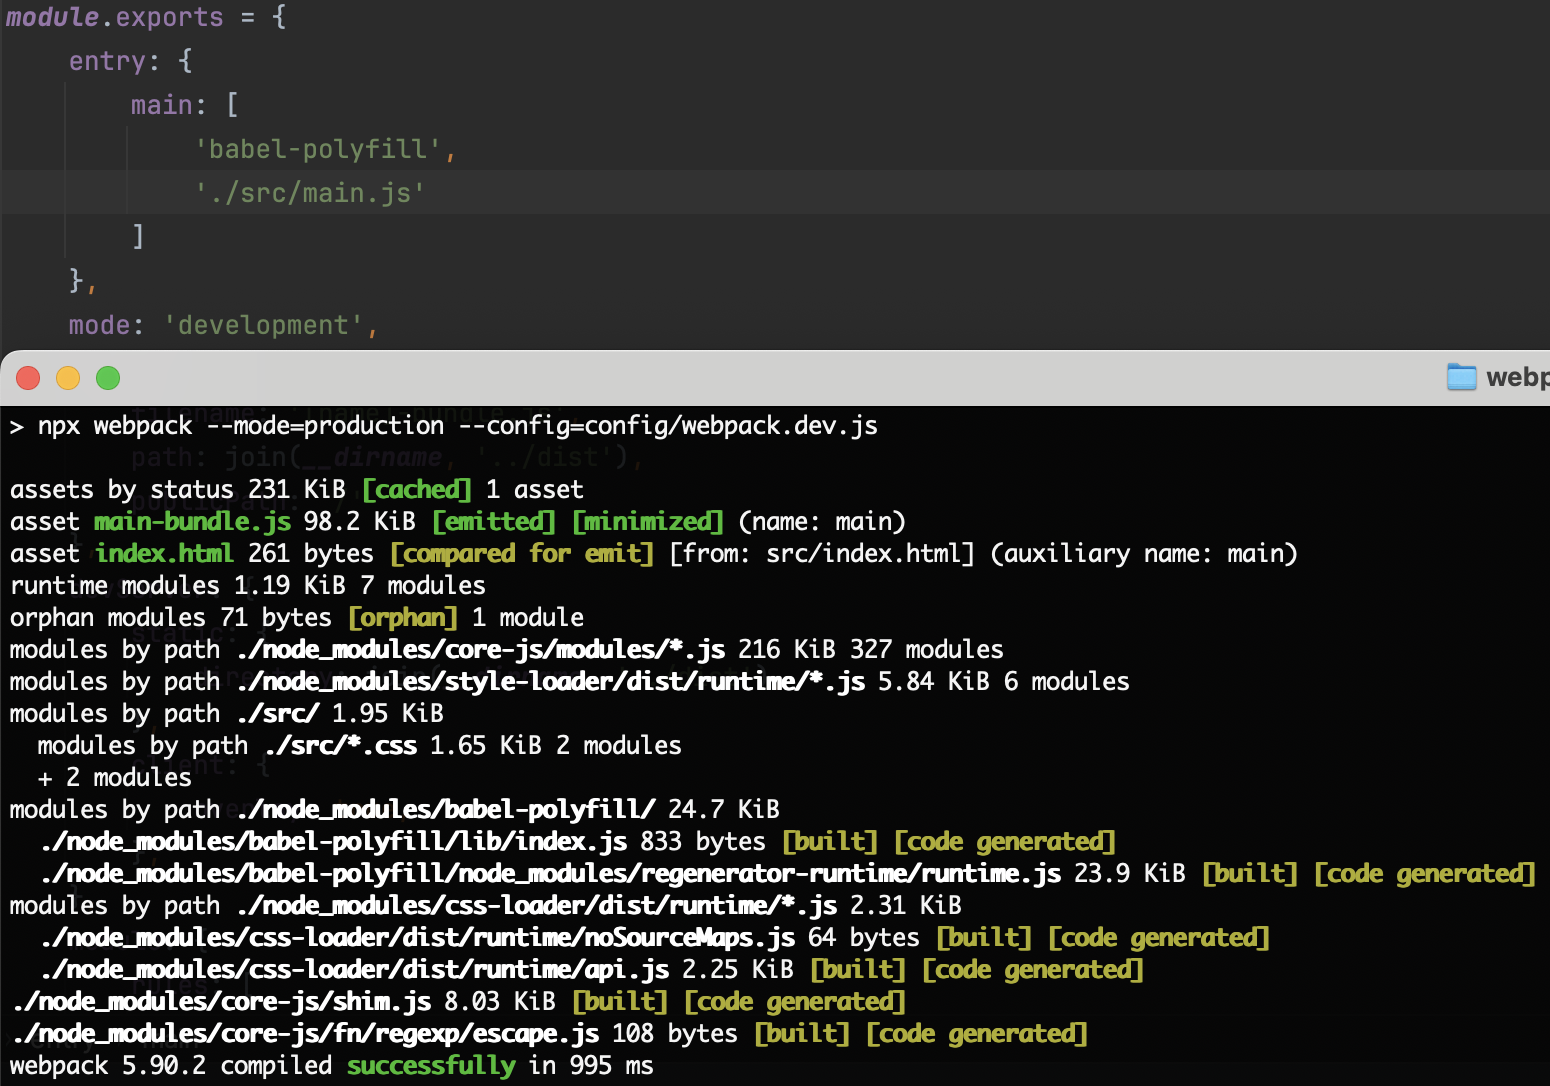 module.exports = {
entry: {
main: [
'babel-polyfill',
'./src/main.js'
]
},
mode: 'development',
> npx webpack --mode=production --config=config/webpack.dev.js
path: join(__dirname, '../dist'),
assets by status 231 KiB [cached] 1 asset
asset main-bundle.js 98.2 KiB [emitted] [minimized] (name: main)
asset index.html 261 bytes [compared for emit] [from: src/index.html] (auxiliary name: main)
runtime modules 1.19 KiB 7 modules
orphan modules 71 bytes [orphan] 1 module
modules by path ./node_modules/core-js/modules/*.js 216 KiB 327 modules
modules by path ./node_modules/style-loader/dist/runtime/*.js 5.84 KiB 6 modules
modules by path ./src/ 1.95 KiB
modules by path ./src/*.css 1.65 KiB 2 modules
+ 2 modules
modules by path ./node_modules/babel-polyfill/ 24.7 KiB
./node_modules/babel-polyfill/lib/index.js 833 bytes [built] [code generated]
./node_modules/babel-polyfill/node_modules/regenerator-runtime/runtime.js 23.9 KiB [built] [code generated]
modules by path ./node_modules/css-loader/dist/runtime/*.js 2.31 KiB
./node_modules/css-loader/dist/runtime/noSourceMaps.js 64 bytes [built] [code generated]
./node_modules/css-loader/dist/runtime/api.js 2.25 KiB [built] [code generated]
./node_modules/core-js/shim.js 8.03 KiB [built] [code generated]
./node_modules/core-js/fn/regexp/escape.js 108 bytes [built] [code generated]
webpack 5.90.2 compiled successfully in 995 ms